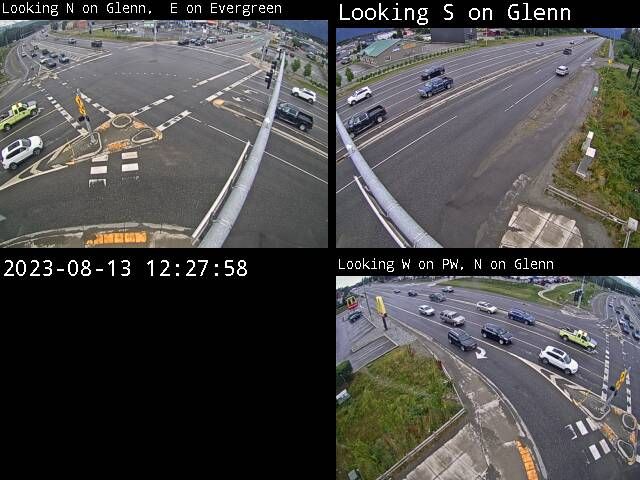 Looking N on Glenn,  E on Evergreen
Looking S on Glenn
2023-08-13 12:27:58
Looking W on PW, N on Glenn